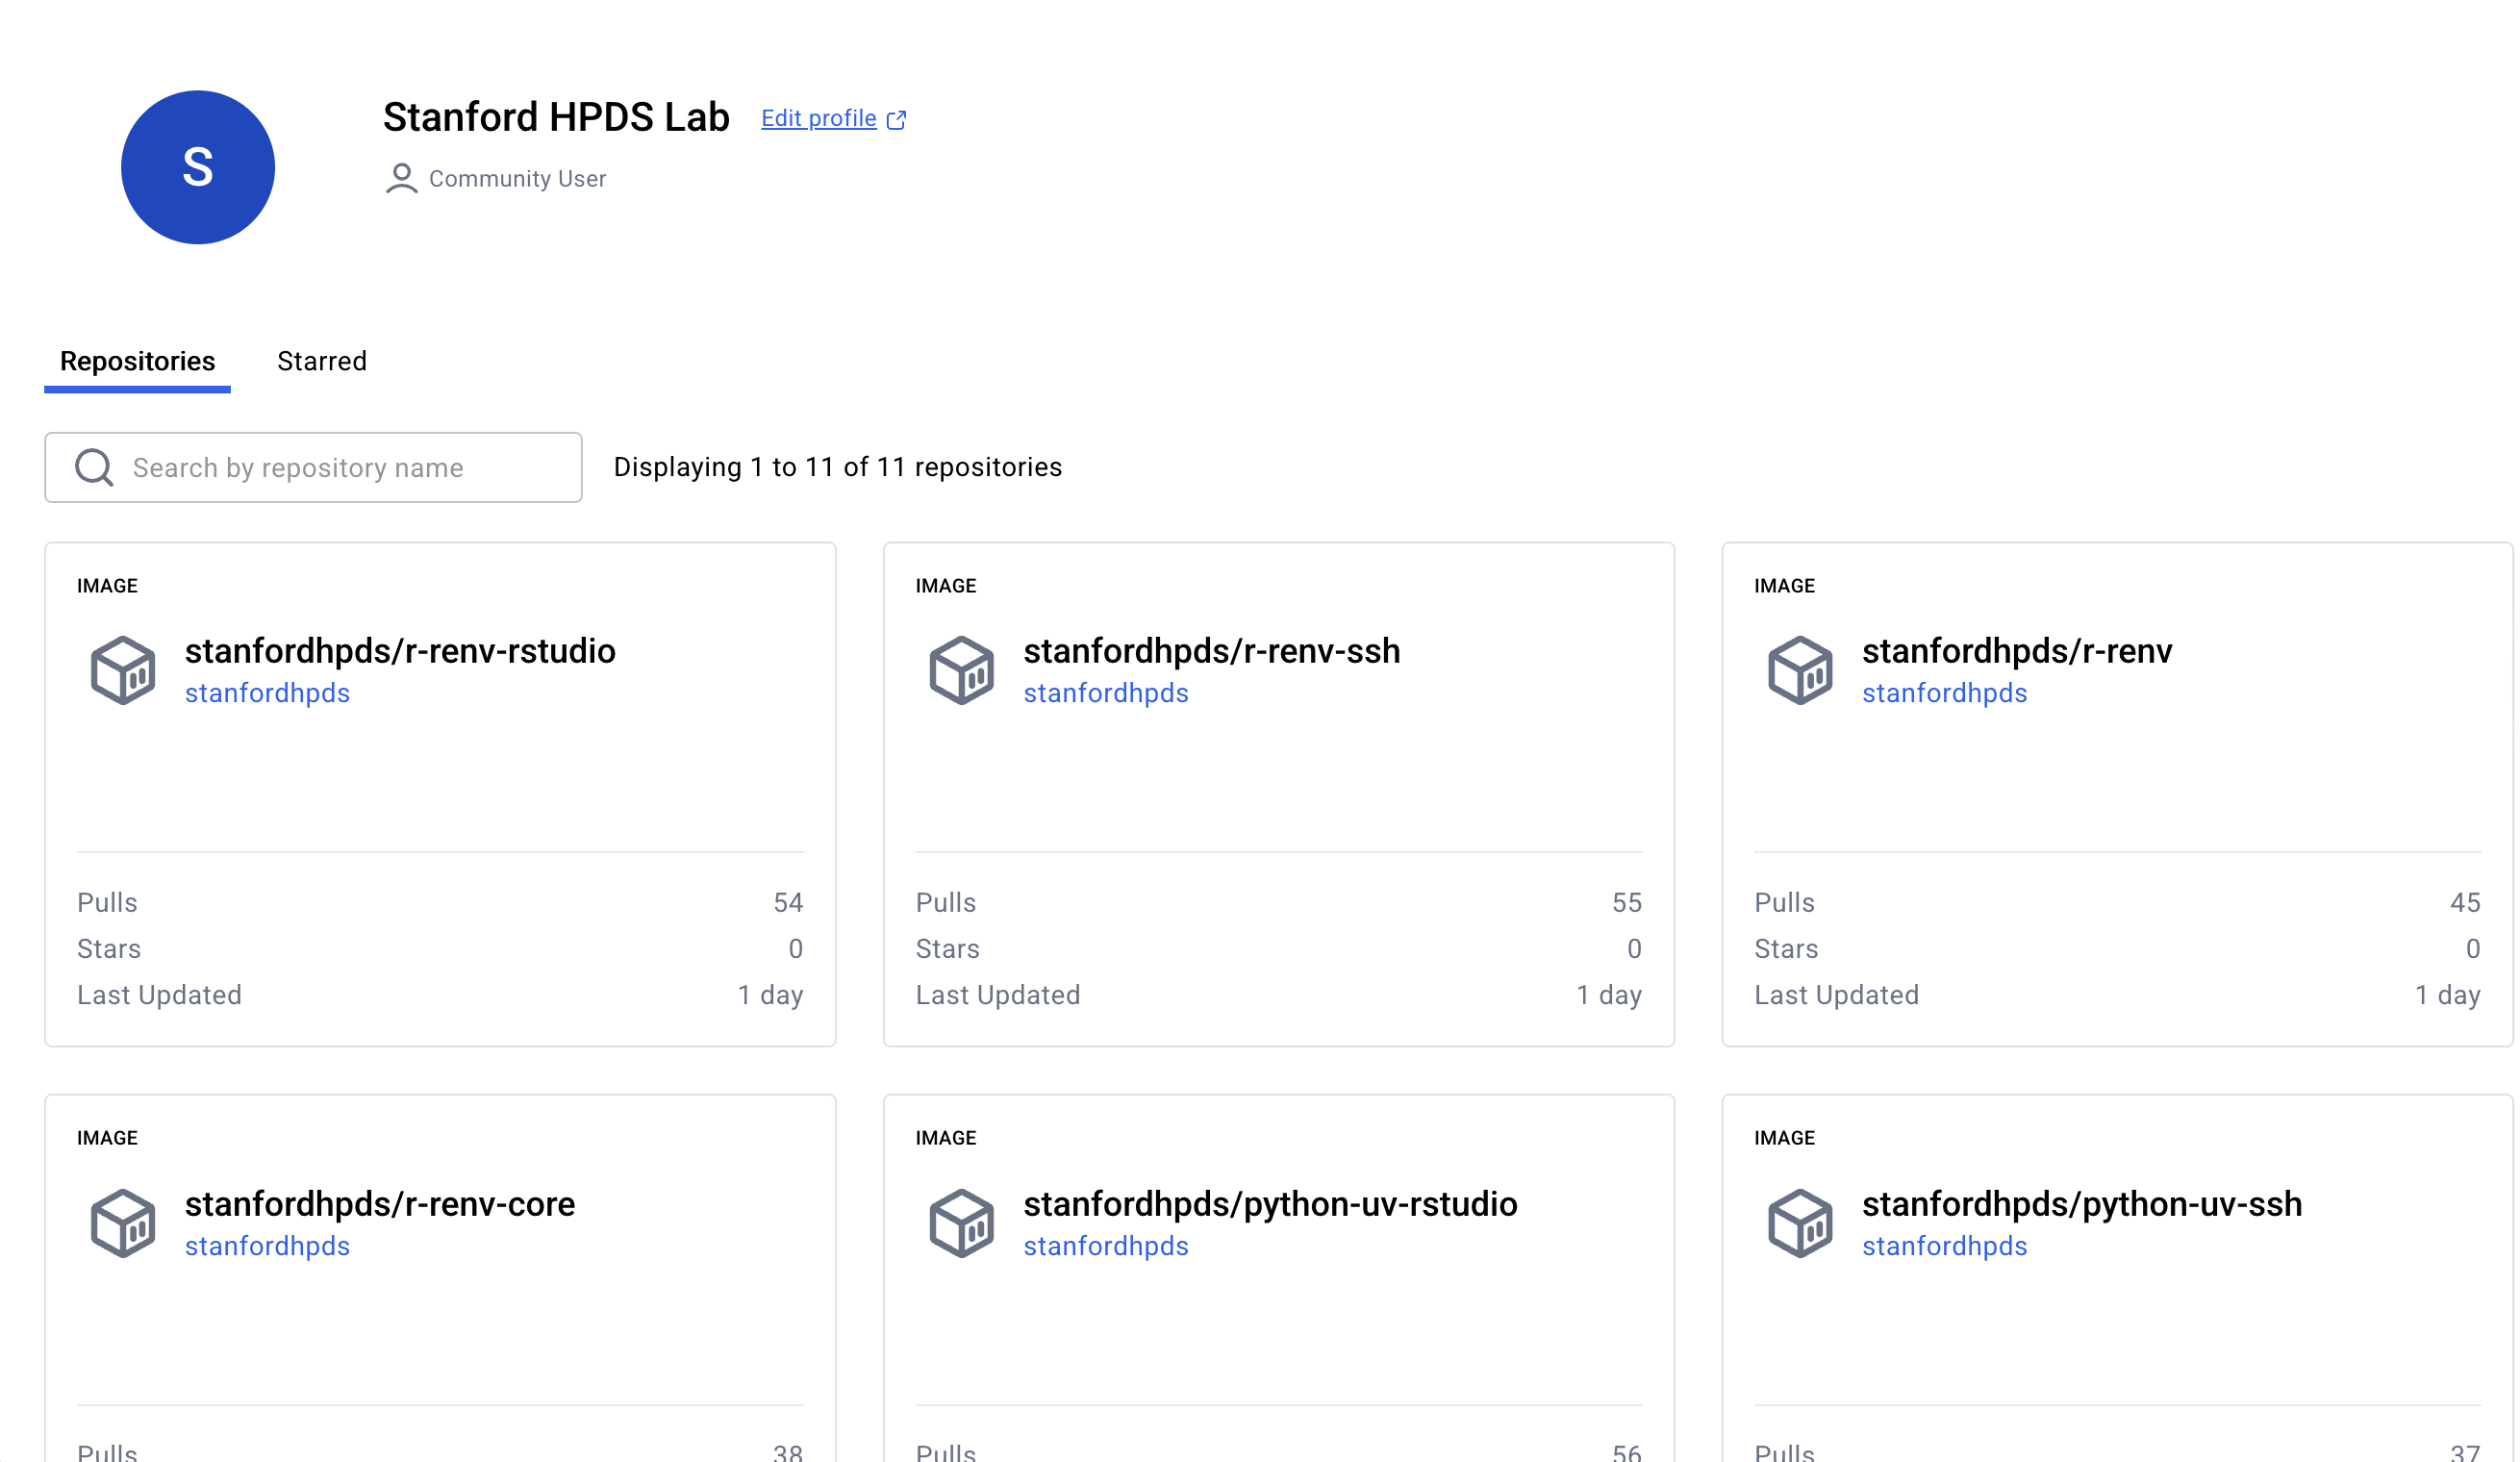 S
Stanford HPDS Lab Edit profile
Community User
Repositories Starred
Search by repository name Displaying 1 to 11 of 11 repositories
IMAGE
stanfordhpds/r-renv-rstudio
stanfordhpds
Pulls 54
Stars 0
Last Updated 1 day
IMAGE
stanfordhpds/r-renv-ssh
stanfordhpds
Pulls 55
Stars 0
Last Updated 1 day
IMAGE
stanfordhpds/r-renv
stanfordhpds
Pulls 45
Stars 0
Last Updated 1 day
IMAGE
stanfordhpds/r-renv-core
stanfordhpds
Pulls 38
IMAGE
stanfordhpds/python-uv-rstudio
stanfordhpds
Pulls 56
IMAGE
stanfordhpds/python-uv-ssh
stanfordhpds
Pulls 37